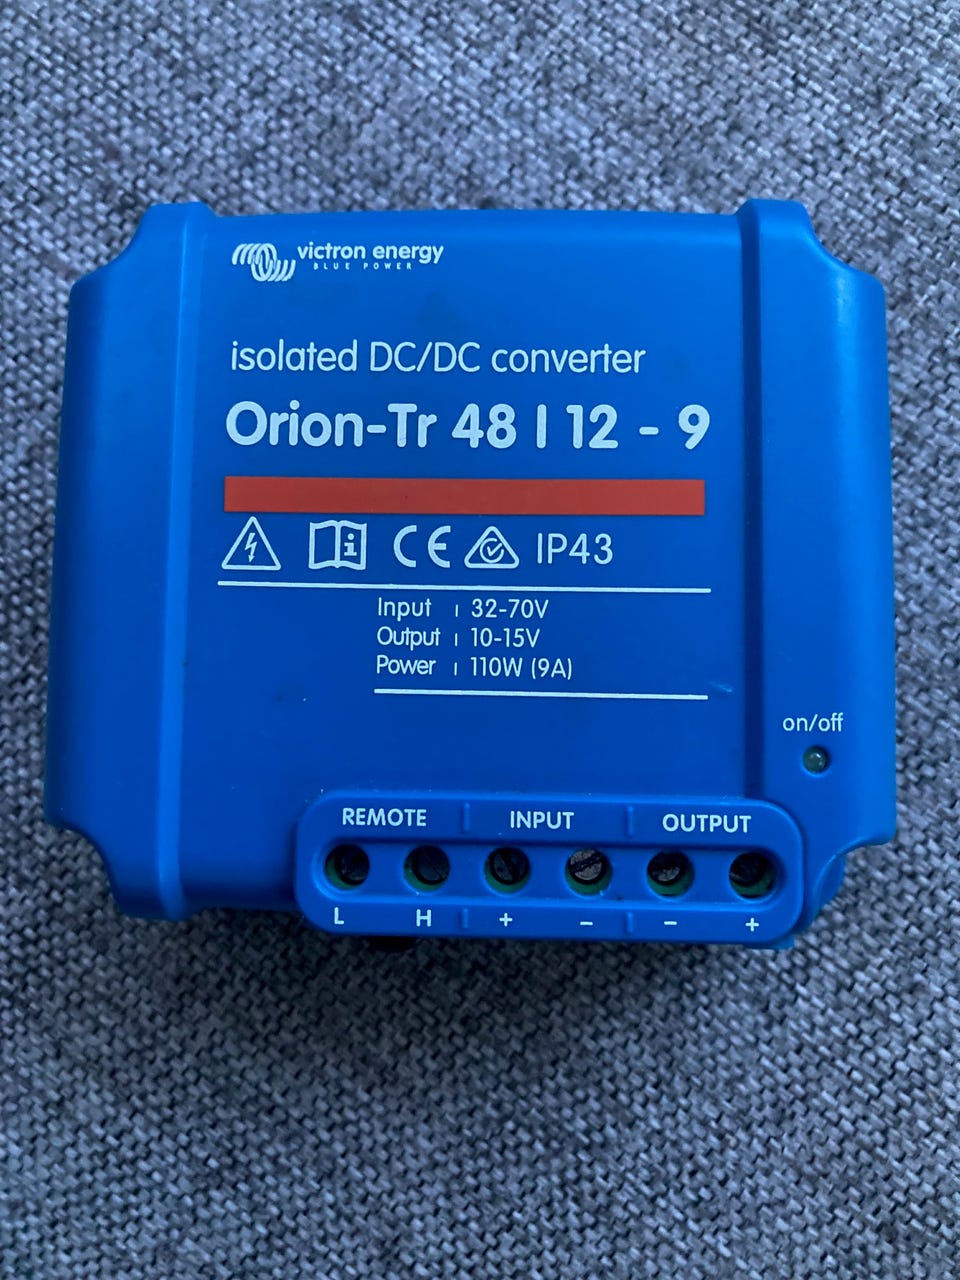 victron energy
BLUE POWER
isolated DC/DC converter
Orion-Tr 48 | 12 - 9
i CE IP43
Input | 32-70V
Output | 10-15V
Power | 110W (9A)
on/off
REMOTE | INPUT | OUTPUT
L H | + − | − +